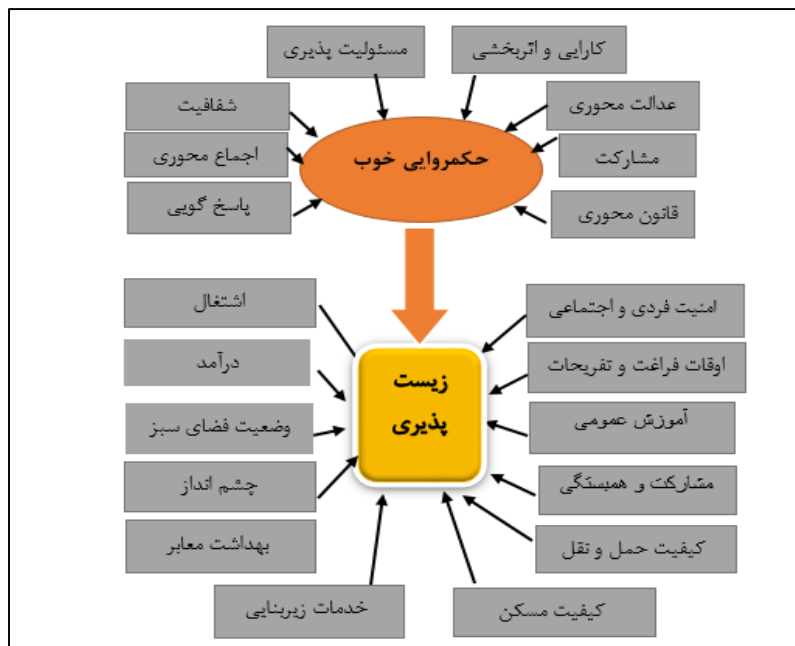 کارایی و اثربخشی
مسئولیت پذیری
عدالت محوری
شفافیت
مشارکت
اجماع محوری
حکمروایی خوب
قانون محوری
پاسخ گویی
امنیت فردی و اجتماعی
اشتغال
اوقات فراغت و تفریحات
درآمد
زیست
پذیری
آموزش عمومی
وضعیت فضای سبز
مشارکت و همبستگی
چشم انداز
کیفیت حمل و نقل
بهداشت معابر
کیفیت مسکن
خدمات زیربنایی